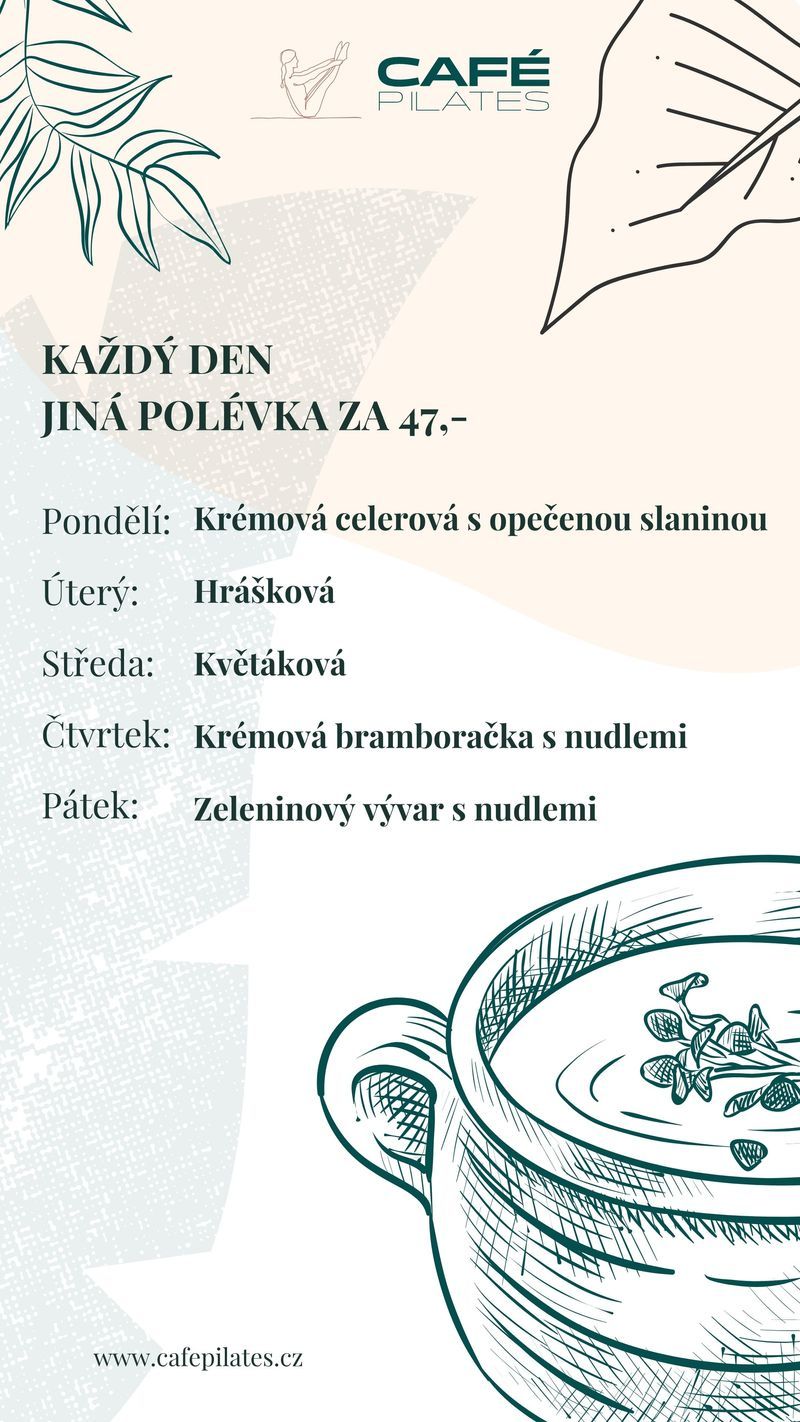 CAFÉ
PILATES
KAŽDÝ DEN
JINÁ POLÉVKA ZA 47,-
Pondělí: Krémová celerová s opečenou slaninou
Úterý: Hrášková
Středa: Květáková
Čtvrtek: Krémová bramboračka s nudlemi
Pátek: Zeleninový vývar s nudlemi
www.cafepilates.cz